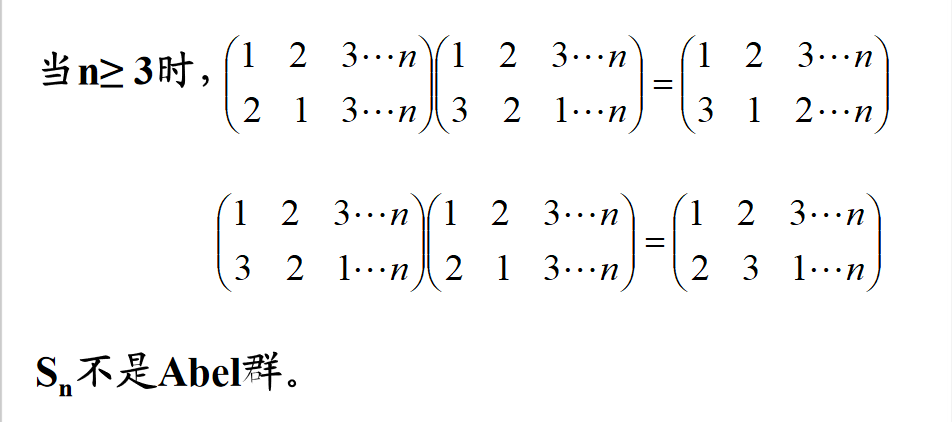 当n≥ 3时， (1 2 3⋯n)(1 2 3⋯n) = (1 2 3⋯n)
(2 1 3⋯n)(3 2 1⋯n) (3 1 2⋯n)
(1 2 3⋯n)(1 2 3⋯n) = (1 2 3⋯n)
(3 2 1⋯n)(2 1 3⋯n) (2 3 1⋯n)
Sₙ不是Abel群。